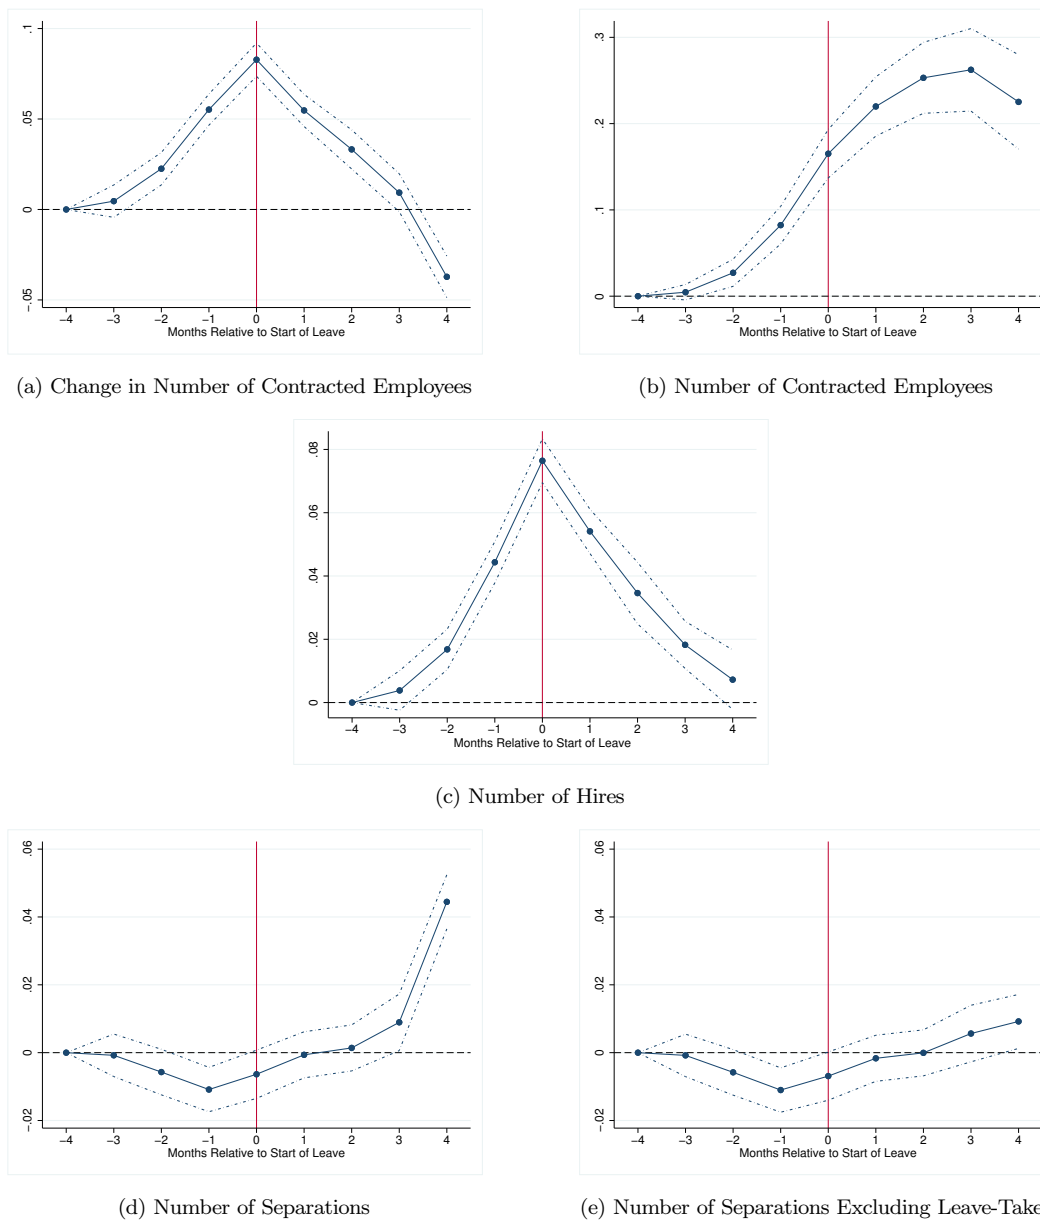 .1
.05
0
-.05
−4 −3 −2 −1 0 1 2 3 4
Months Relative to Start of Leave
(a) Change in Number of Contracted Employees
.3
.2
.1
0
−4 −3 −2 −1 0 1 2 3 4
Months Relative to Start of Leave
(b) Number of Contracted Employees
.08
.06
.04
.02
0
−4 −3 −2 −1 0 1 2 3 4
Months Relative to Start of Leave
(c) Number of Hires
.06
.04
.02
0
-.02
−4 −3 −2 −1 0 1 2 3 4
Months Relative to Start of Leave
(d) Number of Separations
.06
.04
.02
0
-.02
−4 −3 −2 −1 0 1 2 3 4
Months Relative to Start of Leave
(e) Number of Separations Excluding Leave-Take